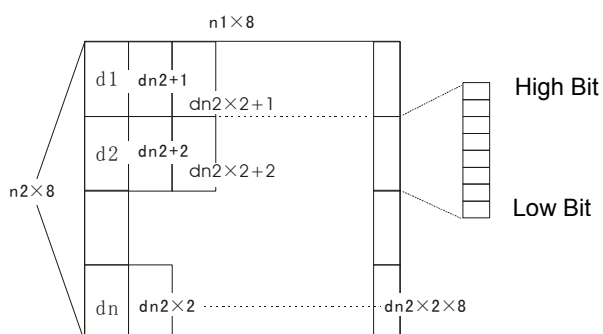 n1×8
d1 dn2+1
dn2×2+1
High Bit
d2 dn2+2
dn2×2+2
n2×8
Low Bit
dn dn2×2 dn2×2×8